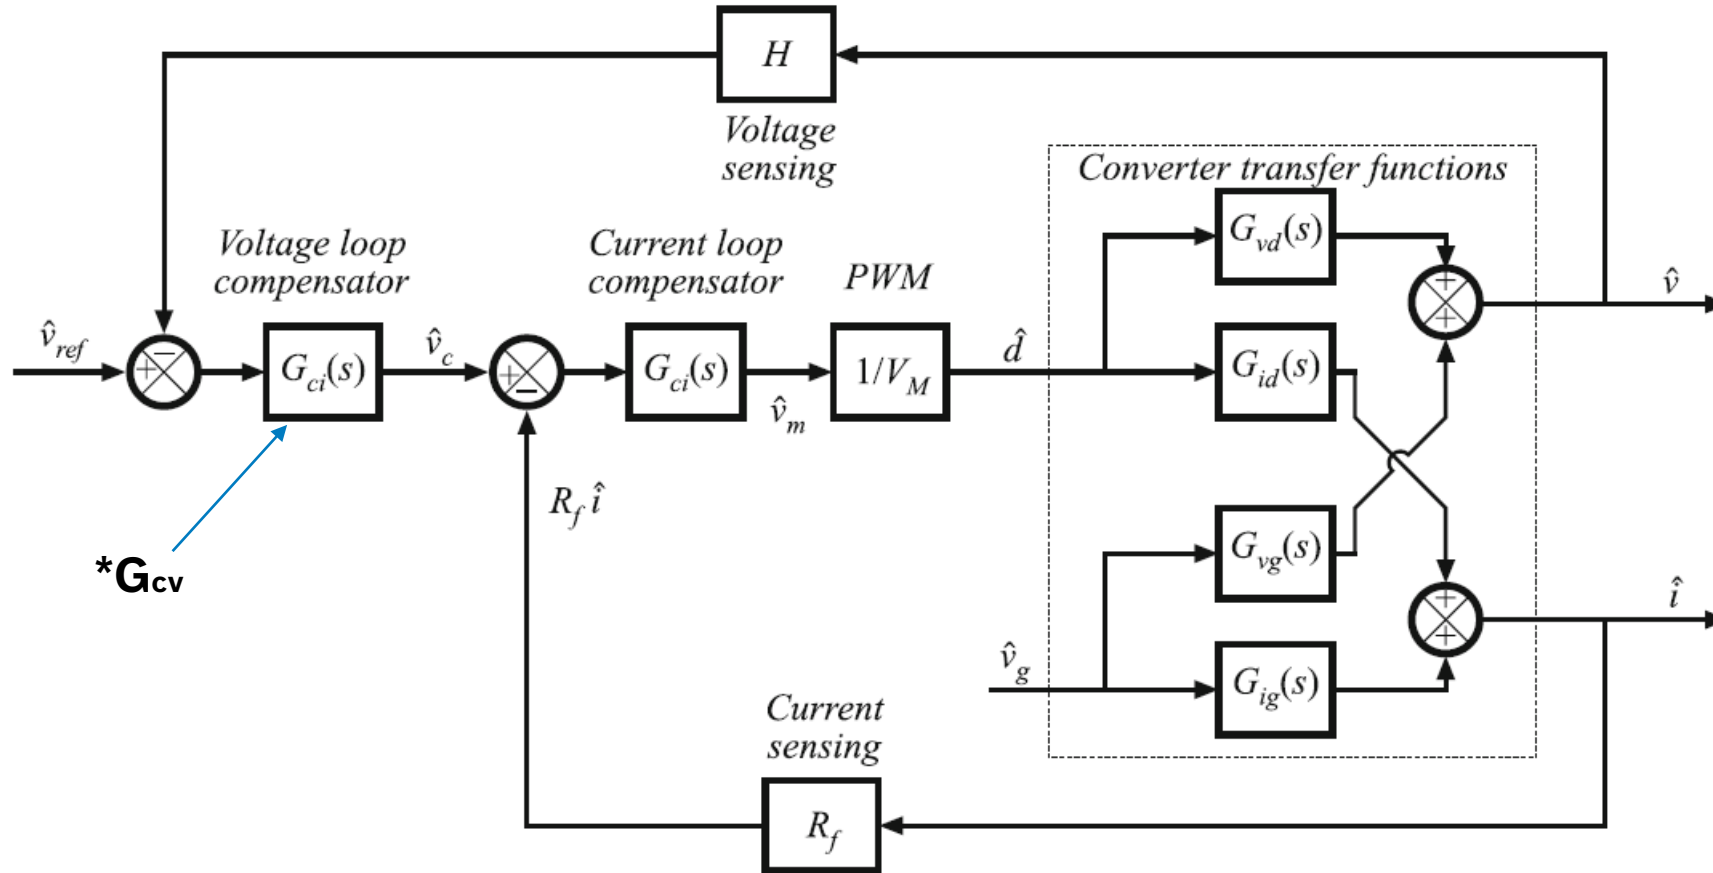 H
Voltage
sensing
Converter transfer functions
Voltage loop
compensator
Current loop
compensator
PWM
G_vd(s)
+
+
v̂
v̂_ref
+
−
G_ci(s)
v̂_c
+
−
G_ci(s)
v̂_m
1/V_M
d̂
G_id(s)
R_f î
*Gcv
G_vg(s)
+
+
î
v̂_g
G_ig(s)
Current
sensing
R_f